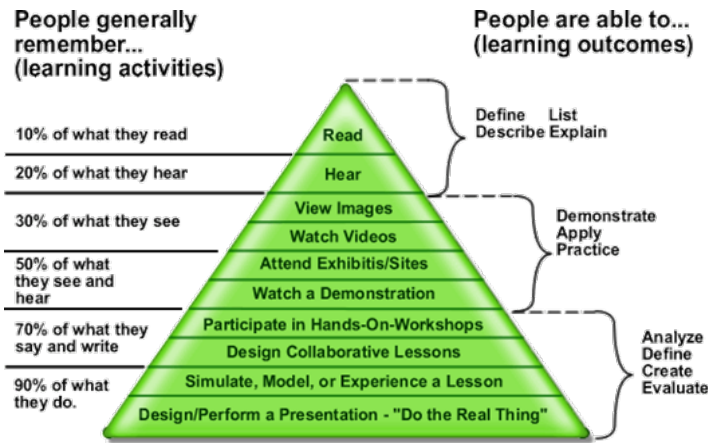 People generally
remember...
(learning activities)
People are able to...
(learning outcomes)
10% of what they read
20% of what they hear
30% of what they see
50% of what
they see and
hear
70% of what they
say and write
90% of what
they do.
Read
Hear
View Images
Watch Videos
Attend Exhibitis/Sites
Watch a Demonstration
Participate in Hands-On-Workshops
Design Collaborative Lessons
Simulate, Model, or Experience a Lesson
Design/Perform a Presentation - "Do the Real Thing"
Define List
Describe Explain
Demonstrate
Apply
Practice
Analyze
Define
Create
Evaluate